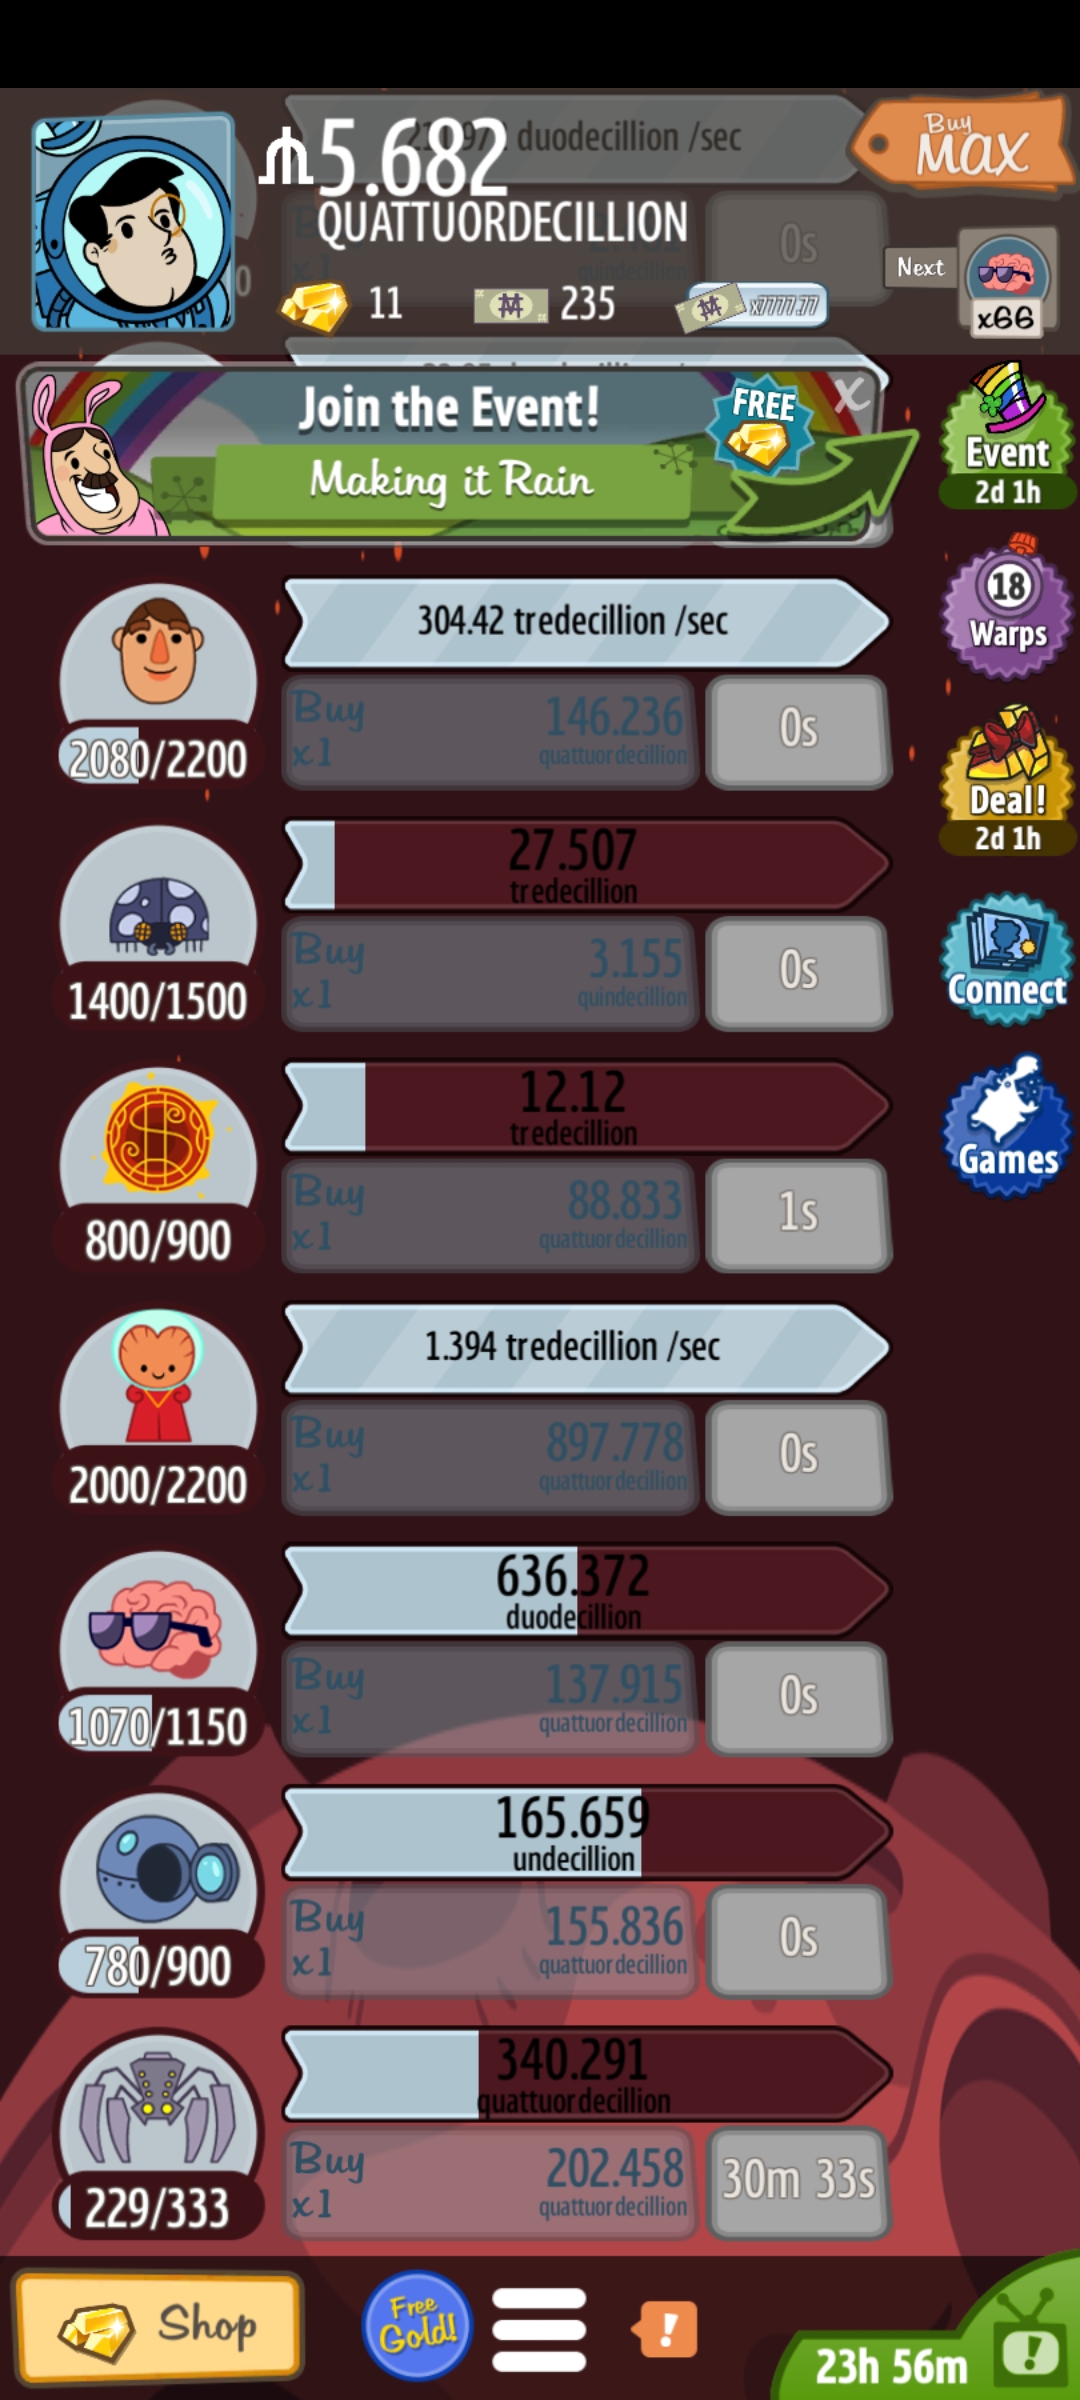 duodecillion /sec
5.682
QUATTUORDECILLION
11
235
x7777.77
Buy
MAX
0s
Next
x66
Join the Event!
Making it Rain
FREE
X
Event
2d 1h
18
Warps
Deal!
2d 1h
Connect
Games
304.42 tredecillion /sec
Buy
x1
146.236
quattuordecillion
0s
2080/2200
27.507
tredecillion
Buy
x1
3.155
quindecillion
0s
1400/1500
12.12
tredecillion
Buy
x1
88.833
quattuordecillion
1s
800/900
1.394 tredecillion /sec
Buy
x1
897.778
quattuordecillion
0s
2000/2200
636.372
duodecillion
Buy
x1
137.915
quattuordecillion
0s
1070/1150
165.659
undecillion
Buy
x1
155.836
quattuordecillion
0s
780/900
340.291
quattuordecillion
Buy
x1
202.458
quattuordecillion
30m 33s
229/333
Shop
Free
Gold!
!
23h 56m
!